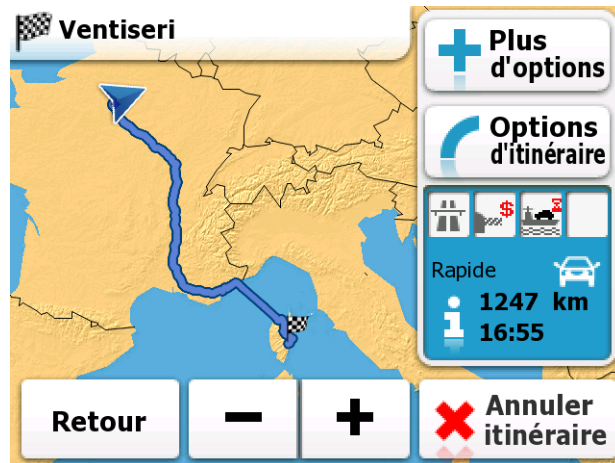 Ventiseri
Plus
d'options
Options
d'itinéraire
$
Rapide
1247 km
16:55
Retour
Annuler
itinéraire